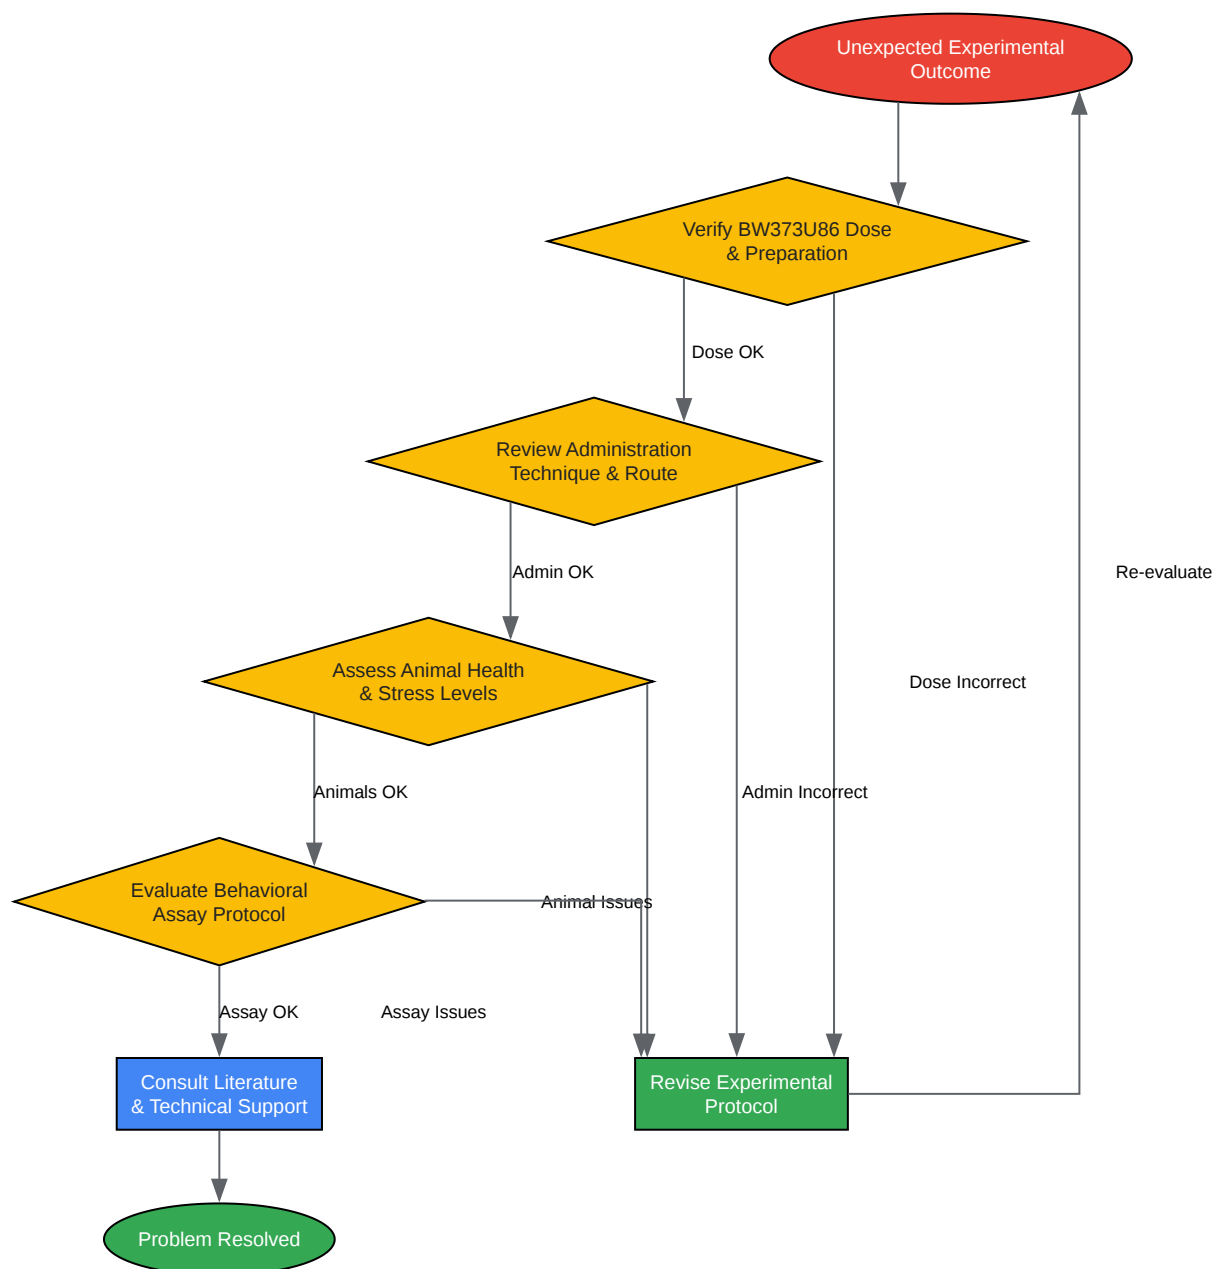 Unexpected Experimental
Outcome
Verify BW373U86 Dose
& Preparation
Dose OK
Review Administration
Technique & Route
Admin OK
Re-evaluate
Assess Animal Health
& Stress Levels
Dose Incorrect
Animals OK
Admin Incorrect
Evaluate Behavioral
Assay Protocol
Animal Issues
Assay OK
Assay Issues
Consult Literature
& Technical Support
Revise Experimental
Protocol
Problem Resolved